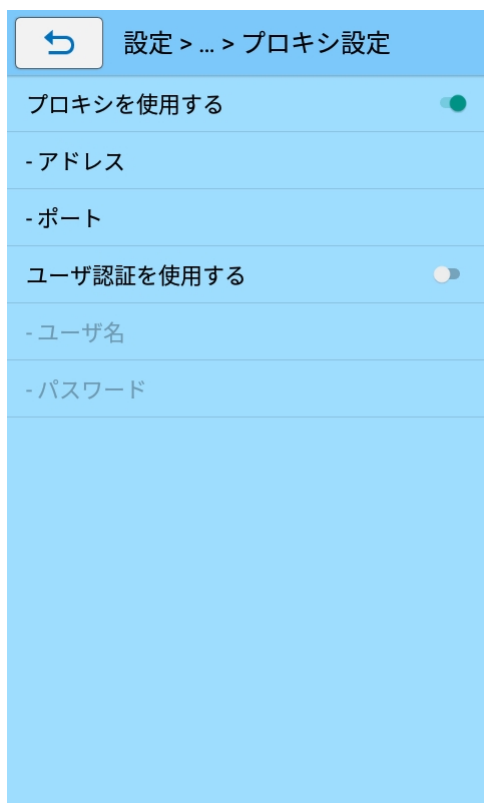 設定 > ... > プロキシ設定
プロキシを使用する
- アドレス
- ポート
ユーザ認証を使用する
- ユーザ名
- パスワード